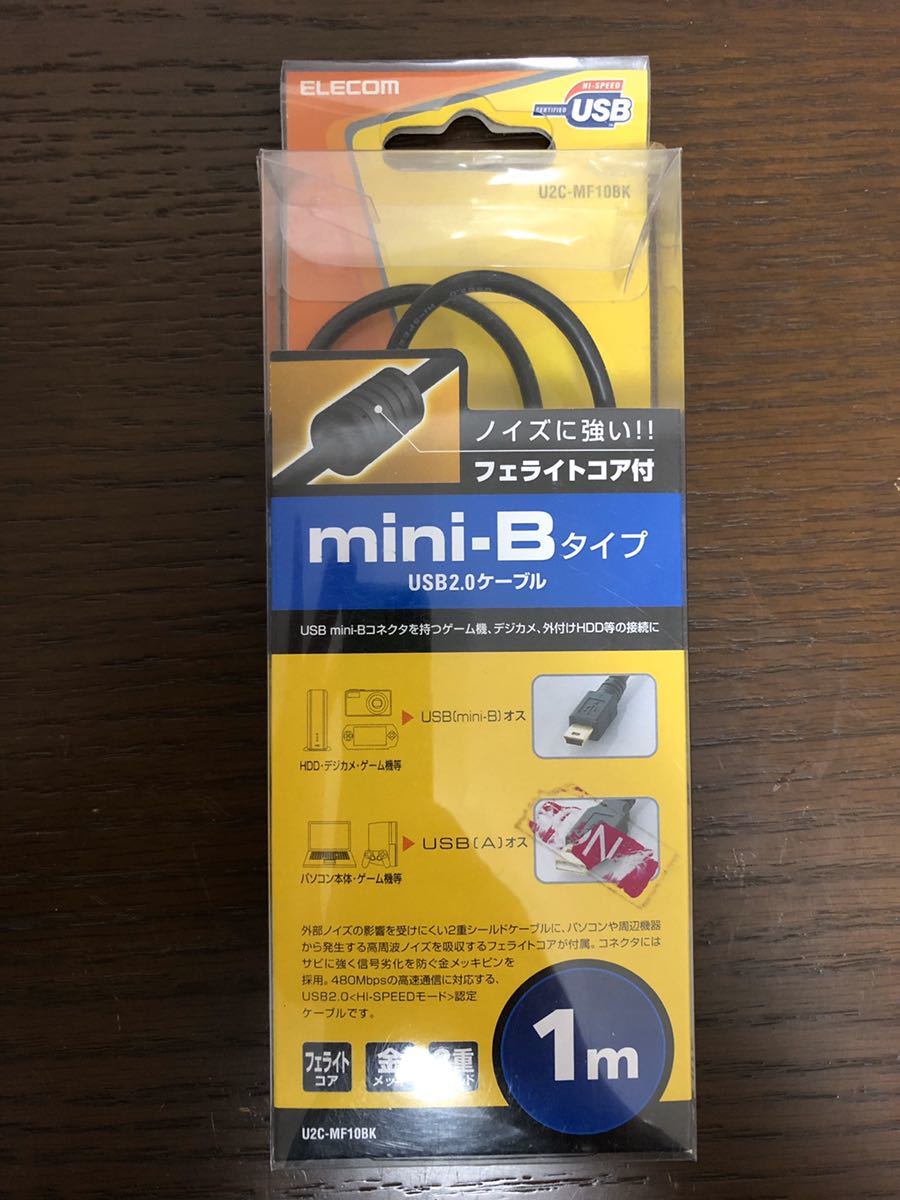 ELECOM
HI-SPEED
CERTIFIED
USB
U2C-MF10BK
ノイズに強い!!
フェライトコア付
mini-Bタイプ
USB2.0ケーブル
USB mini-Bコネクタを持つゲーム機、デジカメ、外付けHDD等の接続に
USB(mini-B)オス
HDD・デジカメ・ゲーム機等
USB(A)オス
パソコン本体・ゲーム機等
外部ノイズの影響を受けにくい2重シールドケーブルに、パソコンや周辺機器
から発生する高周波ノイズを吸収するフェライトコアが付属。コネクタには
サビに強く信号劣化を防ぐ金メッキピンを
採用。480Mbpsの高速通信に対応する、
USB2.0<HI-SPEEDモード>認定
ケーブルです。
1m
フェライト
コア
金
重
メッキ
U2C-MF10BK